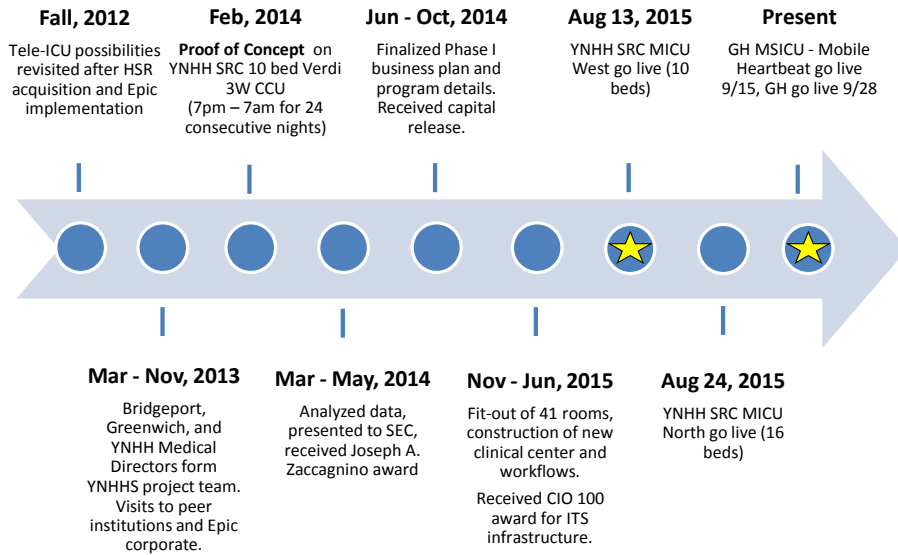 Fall, 2012
Tele-ICU possibilities
revisited after HSR
acquisition and Epic
implementation
Feb, 2014
Proof of Concept on
YNHH SRC 10 bed Verdi
3W CCU
(7pm – 7am for 24
consecutive nights)
Jun - Oct, 2014
Finalized Phase I
business plan and
program details.
Received capital
release.
Aug 13, 2015
YNHH SRC MICU
West go live (10
beds)
Present
GH MSICU - Mobile
Heartbeat go live
9/15, GH go live 9/28
Mar - Nov, 2013
Bridgeport,
Greenwich, and
YNHH Medical
Directors form
YNHHS project team.
Visits to peer
institutions and Epic
corporate.
Mar - May, 2014
Analyzed data,
presented to SEC,
received Joseph A.
Zaccagnino award
Nov - Jun, 2015
Fit-out of 41 rooms,
construction of new
clinical center and
workflows.
Received CIO 100
award for ITS
infrastructure.
Aug 24, 2015
YNHH SRC MICU
North go live (16
beds)